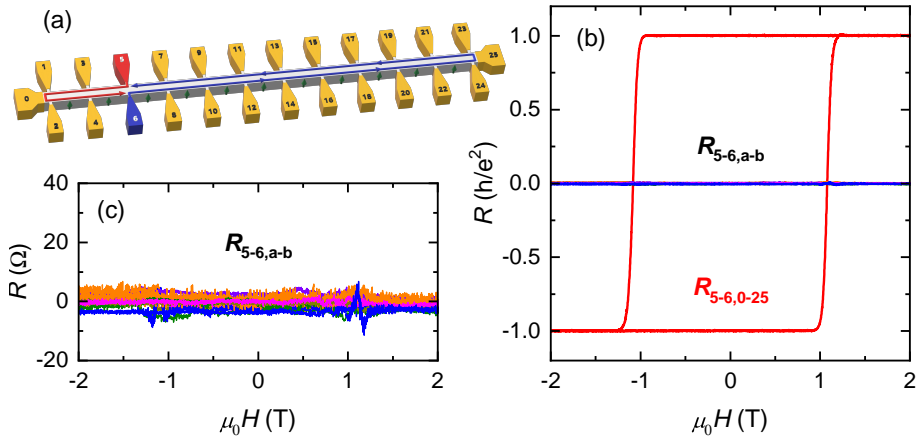 (a)
1 3 5 7 9 11 13 15 17 19 21 23
0 25
2 4 6 8 10 12 14 16 18 20 22 24
(b)
R (h/e²)
1.0
0.5
0.0
-0.5
-1.0
R5-6,a-b
R5-6,0-25
-2 -1 0 1 2
μ0H (T)
(c)
R (Ω)
40
20
0
-20
R5-6,a-b
-2 -1 0 1 2
μ0H (T)